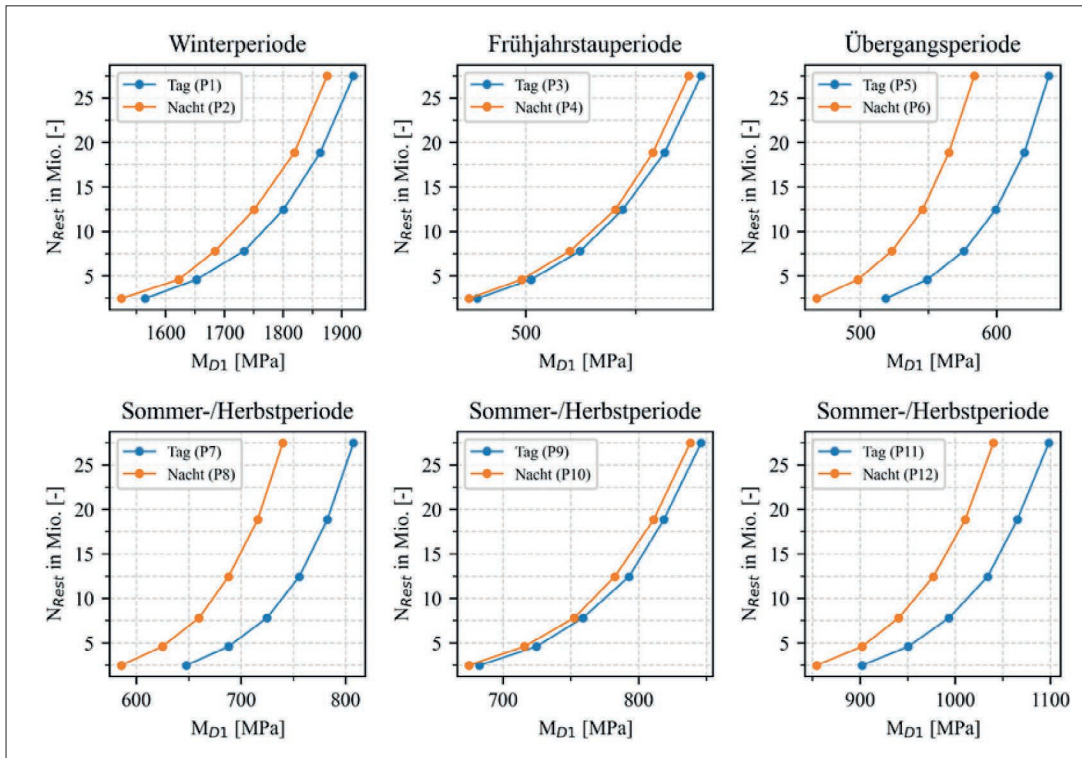 Winterperiode
N_Rest in Mio. [-]
25
20
15
10
5
Tag (P1)
Nacht (P2)
1600 1700 1800 1900
M_D1 [MPa]
Frühjahrstauperiode
N_Rest in Mio. [-]
25
20
15
10
5
Tag (P3)
Nacht (P4)
500
M_D1 [MPa]
Übergangsperiode
N_Rest in Mio. [-]
25
20
15
10
5
Tag (P5)
Nacht (P6)
500 600
M_D1 [MPa]
Sommer-/Herbstperiode
N_Rest in Mio. [-]
25
20
15
10
5
Tag (P7)
Nacht (P8)
600 700 800
M_D1 [MPa]
Sommer-/Herbstperiode
N_Rest in Mio. [-]
25
20
15
10
5
Tag (P9)
Nacht (P10)
700 800
M_D1 [MPa]
Sommer-/Herbstperiode
N_Rest in Mio. [-]
25
20
15
10
5
Tag (P11)
Nacht (P12)
900 1000 1100
M_D1 [MPa]